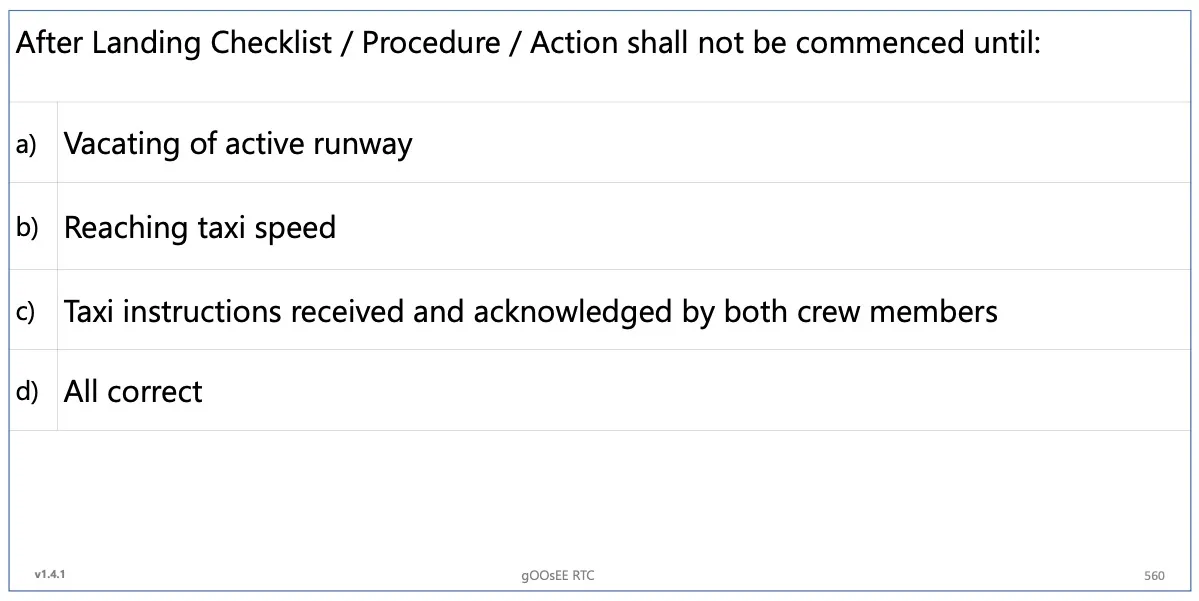 After Landing Checklist / Procedure / Action shall not be commenced until:
a) Vacating of active runway
b) Reaching taxi speed
c) Taxi instructions received and acknowledged by both crew members
d) All correct
v1.4.1 gOOsEE RTC 560